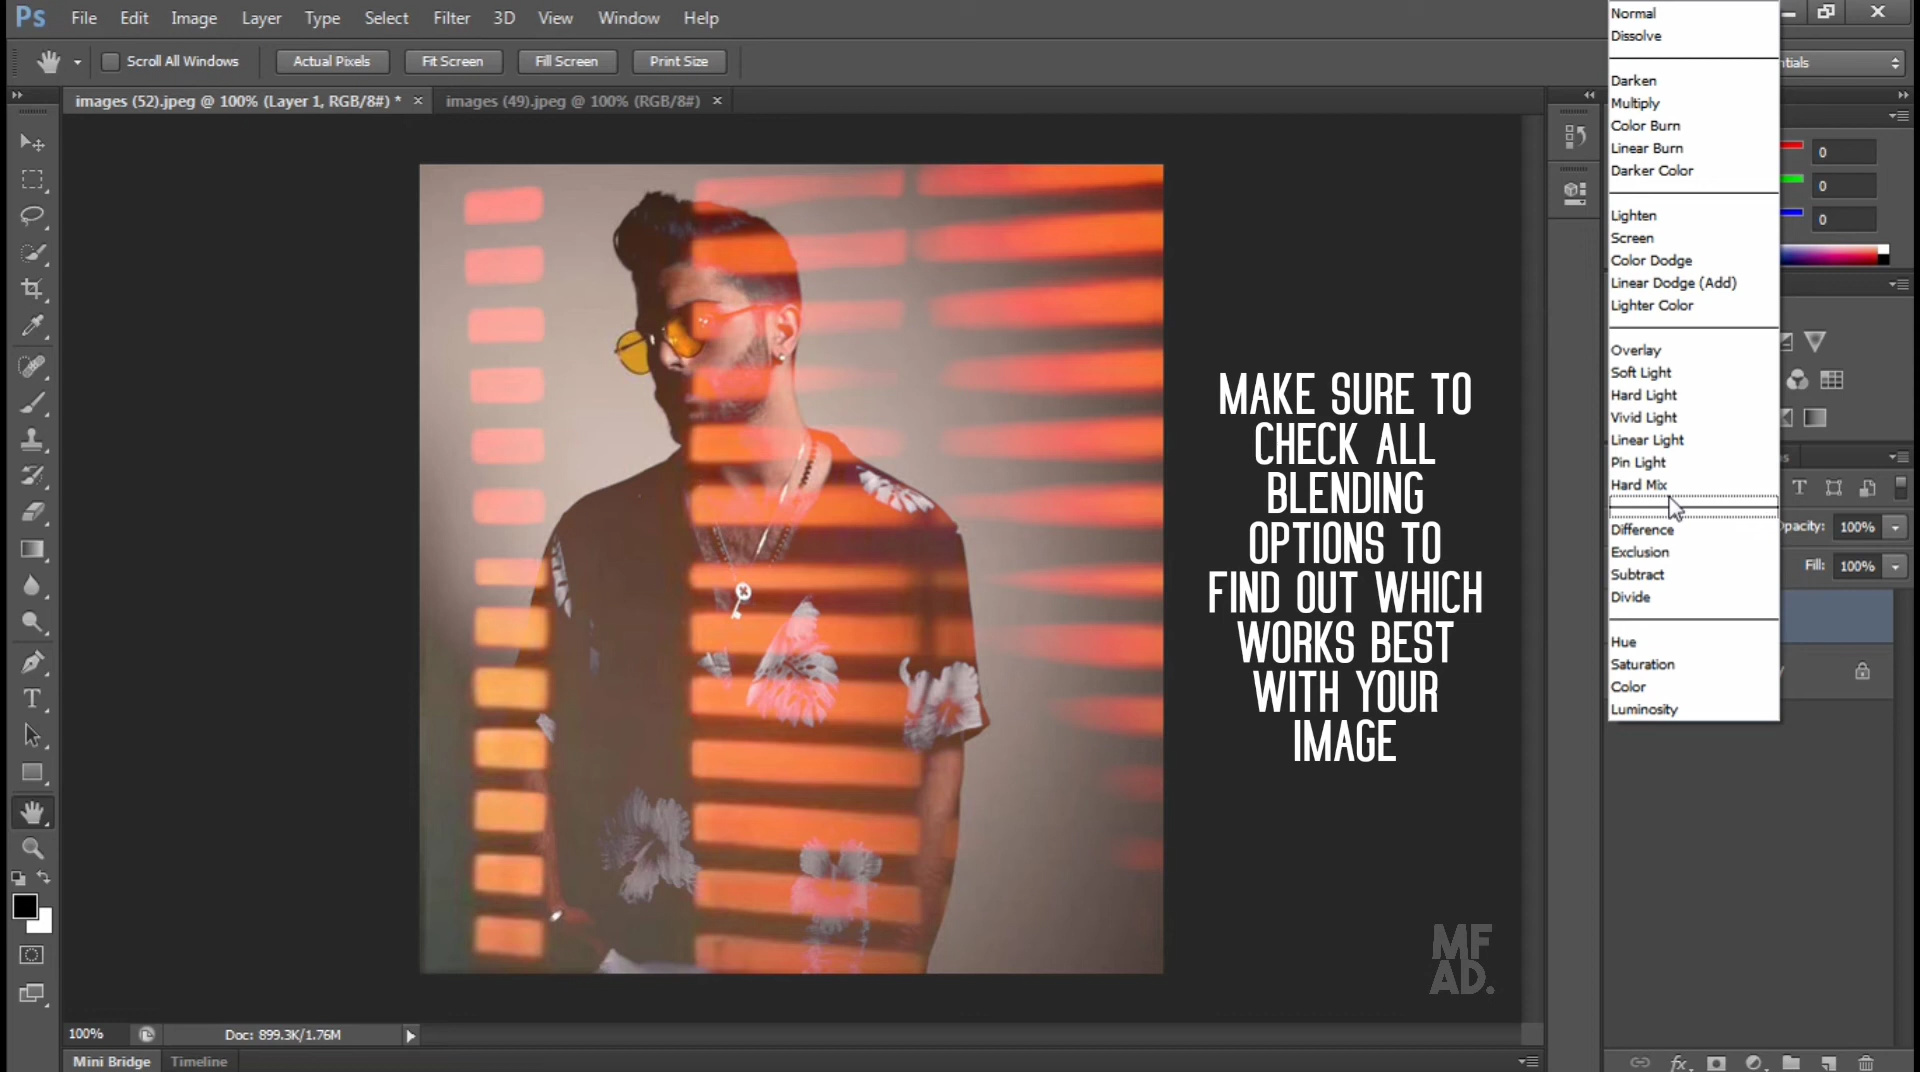 Ps File Edit Image Layer Type Select Filter 3D View Window Help
Scroll All Windows Actual Pixels Fit Screen Fill Screen Print Size
images (52).jpeg @ 100% (Layer 1, RGB/8#) * × images (49).jpeg @ 100% (RGB/8#) ×
MAKE SURE TO
CHECK ALL
BLENDING
OPTIONS TO
FIND OUT WHICH
WORKS BEST
WITH YOUR
IMAGE
MF
AD.
Normal
Dissolve
Darken
Multiply
Color Burn
Linear Burn
Darker Color
Lighten
Screen
Color Dodge
Linear Dodge (Add)
Lighter Color
Overlay
Soft Light
Hard Light
Vivid Light
Linear Light
Pin Light
Hard Mix
Difference
Exclusion
Subtract
Divide
Hue
Saturation
Color
Luminosity
ntials
0
0
0
pacity: 100%
Fill: 100%
100% Doc: 899.3K/1.76M
Mini Bridge Timeline